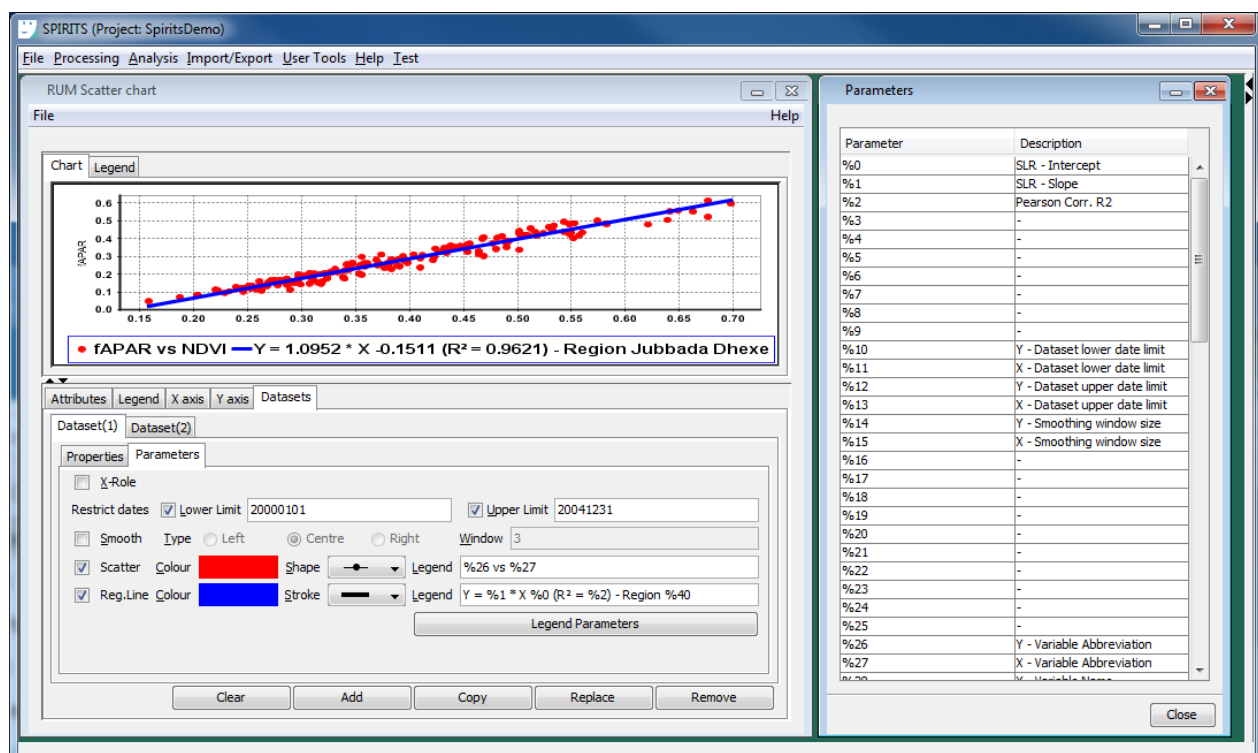 SPIRITS (Project: SpiritsDemo)
File Processing Analysis Import/Export User Tools Help Test
RUM Scatter chart
File Help
Chart Legend
fAPAR
0.6
0.5
0.4
0.3
0.2
0.1
0.0
0.15 0.20 0.25 0.30 0.35 0.40 0.45 0.50 0.55 0.60 0.65 0.70
fAPAR vs NDVI Y = 1.0952 * X -0.1511 (R² = 0.9621) - Region Jubbada Dhexe
Attributes Legend X axis Y axis Datasets
Dataset(1) Dataset(2)
Properties Parameters
X-Role
Restrict dates Lower Limit 20000101 Upper Limit 20041231
Smooth Type Left Centre Right Window 3
Scatter Colour Shape Legend %26 vs %27
Reg.Line Colour Stroke Legend Y = %1 * X %0 (R² = %2) - Region %40
Legend Parameters
Clear Add Copy Replace Remove
Parameters
Parameter Description
%0 SLR - Intercept
%1 SLR - Slope
%2 Pearson Corr. R2
%3 -
%4 -
%5 -
%6 -
%7 -
%8 -
%9 -
%10 Y - Dataset lower date limit
%11 X - Dataset lower date limit
%12 Y - Dataset upper date limit
%13 X - Dataset upper date limit
%14 Y - Smoothing window size
%15 X - Smoothing window size
%16 -
%17 -
%18 -
%19 -
%20 -
%21 -
%22 -
%23 -
%24 -
%25 -
%26 Y - Variable Abbreviation
%27 X - Variable Abbreviation
Close